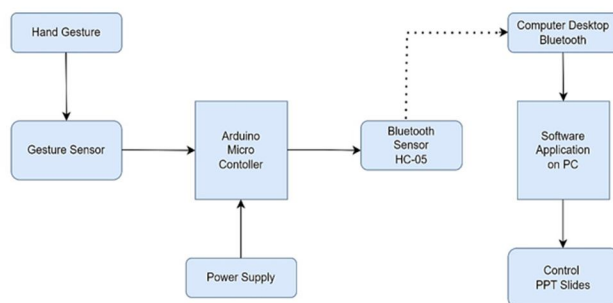 Hand Gesture
Gesture Sensor
Arduino
Micro
Contoller
Power Supply
Bluetooth
Sensor
HC-05
Computer Desktop
Bluetooth
Software
Application
on PC
Control
PPT Slides